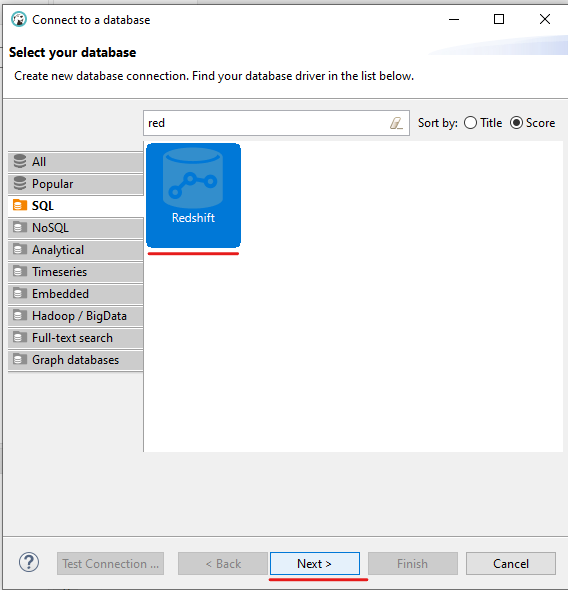 Connect to a database
Select your database
Create new database connection. Find your database driver in the list below.
red
Sort by: Title Score
All
Popular
SQL
NoSQL
Analytical
Timeseries
Embedded
Hadoop / BigData
Full-text search
Graph databases
Redshift
? Test Connection ... < Back Next > Finish Cancel